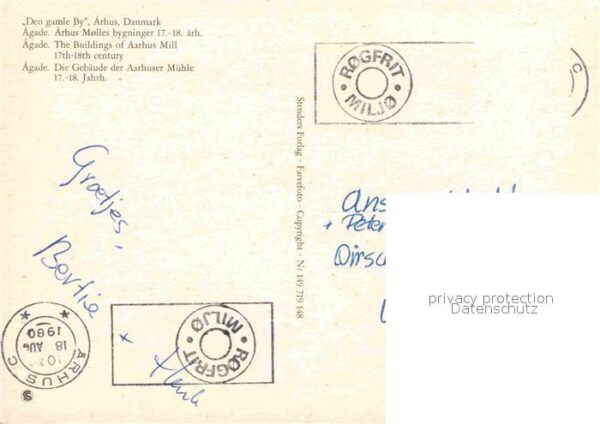 „Den gamle By", Århus, Danmark
Ågade. Århus Mølles bygninger 17.-18. årh.
Ågade. The Buildings of Aarhus Mill
17th-18th century
Ågade. Die Gebäude der Aarhuser Mühle
17.-18. Jahrh.
RØGFRIT
MILJØ
C
Stenders Forlag - Farvefoto - Copyright - Nr 149 719 148
Groetjes,
Bertie
+
ans
+ Peter
privacy protection
Datenschutz
RØGFRIT
MILJØ
18 AUG
1980
ÅRHUS C
S